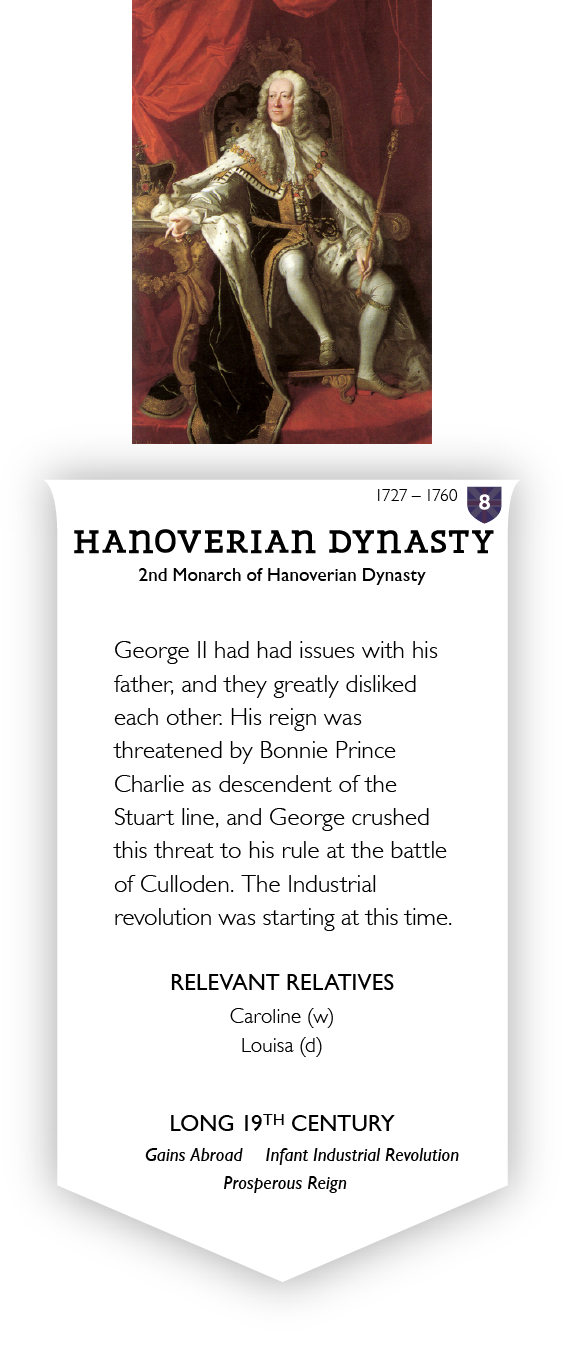 1727 – 1760 8
HANOVERIAN DYNASTY
2nd Monarch of Hanoverian Dynasty
George II had had issues with his
father, and they greatly disliked
each other. His reign was
threatened by Bonnie Prince
Charlie as descendent of the
Stuart line, and George crushed
this threat to his rule at the battle
of Culloden. The Industrial
revolution was starting at this time.
RELEVANT RELATIVES
Caroline (w)
Louisa (d)
LONG 19TH CENTURY
Gains Abroad Infant Industrial Revolution
Prosperous Reign